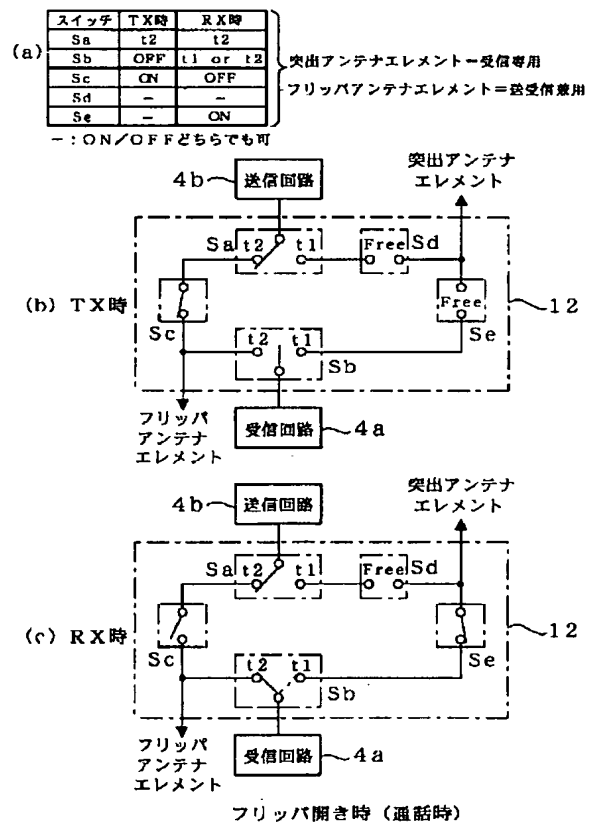 (a)
スイッチ TX時 RX時
Sa t2 t2
Sb OFF t1 or t2
Sc ON OFF
Sd − −
Se − ON
突出アンテナエレメント＝受信専用
フリッパアンテナエレメント＝送受信兼用
−：ON／OFFどちらでも可
4b 送信回路
突出アンテナ
エレメント
Sa t2 t1 Free Sd
(b) TX時
Sc
Free
Se
12
t2 t1
Sb
フリッパ
アンテナ
エレメント
受信回路 4a
4b 送信回路
突出アンテナ
エレメント
Sa t2 t1 Free Sd
(c) RX時
Sc
Se
12
t2 t1
Sb
フリッパ
アンテナ
エレメント
受信回路 4a
フリッパ開き時（通話時）